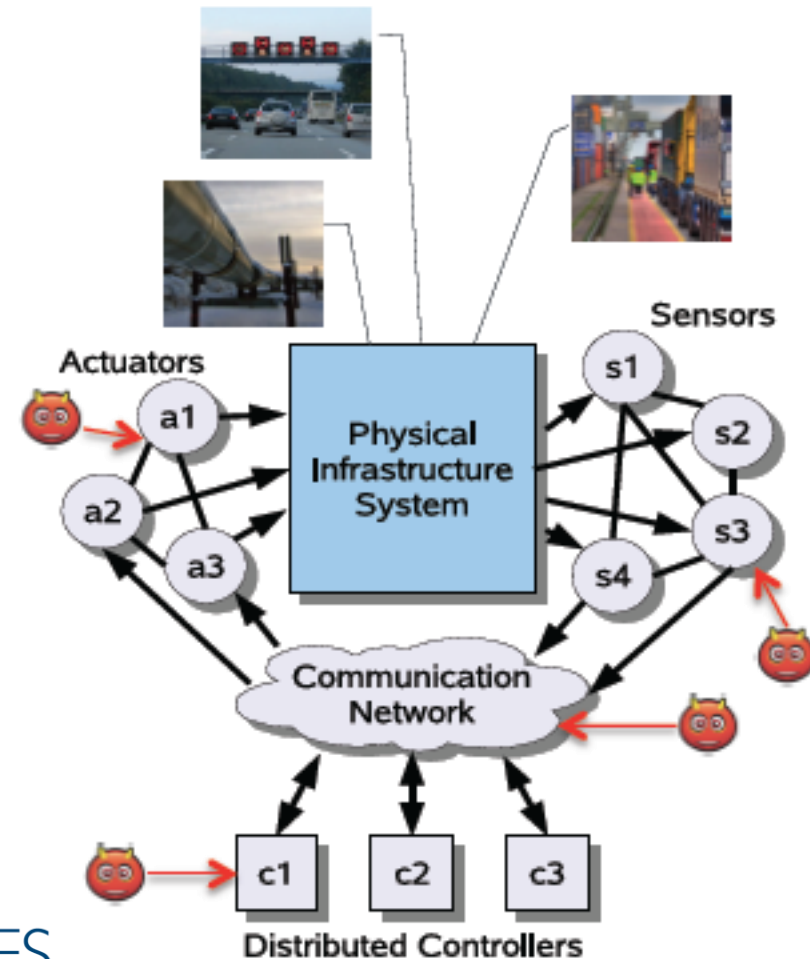 Sensors
Actuators
s1
a1
s2
Physical
Infrastructure
System
a2
s3
a3
s4
Communication
Network
c1
c2
c3
Distributed Controllers
ES